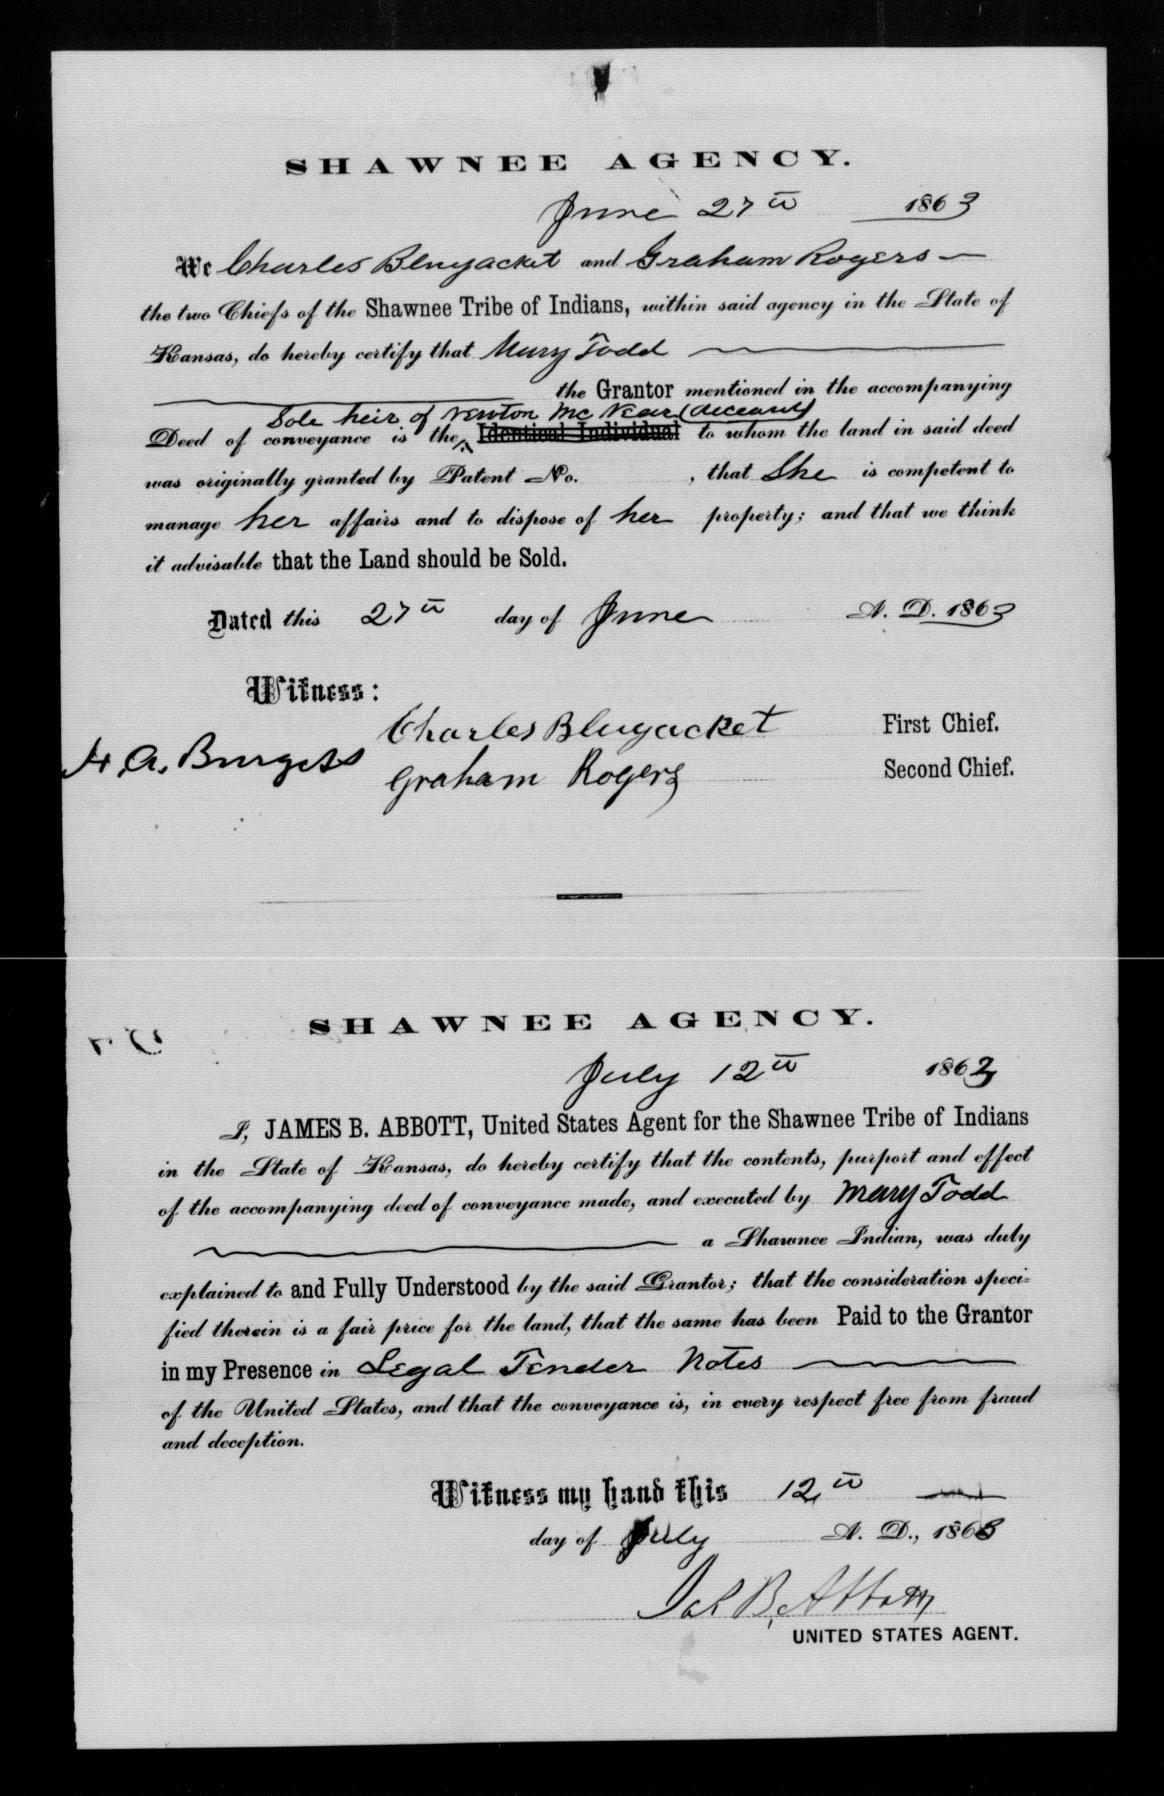 SHAWNEE AGENCY.
June 27th 1863
We Charles Bluejacket and Graham Rogers
the two Chiefs of the Shawnee Tribe of Indians, within said agency in the State of
Kansas, do hereby certify that Mary Todd
the Grantor mentioned in the accompanying
Sole heir of Newton Mc Near (deceased)
Deed of conveyance is the Identical Individual to whom the land in said deed
was originally granted by Patent No. , that She is competent to
manage her affairs and to dispose of her property; and that we think
it advisable that the Land should be Sold.
Dated this 27th day of June A. D. 1863
Witness:
Charles Bluejacket First Chief.
H. A. Burgess
Graham Rogers Second Chief.
SHAWNEE AGENCY.
July 12th 1863
I, JAMES B. ABBOTT, United States Agent for the Shawnee Tribe of Indians
in the State of Kansas, do hereby certify that the contents, purport and effect
of the accompanying deed of conveyance made, and executed by Mary Todd
a Shawnee Indian, was duly
explained to and Fully Understood by the said Grantor; that the consideration speci=
fied therein is a fair price for the land, that the same has been Paid to the Grantor
in my Presence in Legal Tender Notes
of the United States, and that the conveyance is, in every respect free from fraud
and deception.
Witness my hand this 12th
day of July A. D., 1863
Jas B. Abbott
UNITED STATES AGENT.